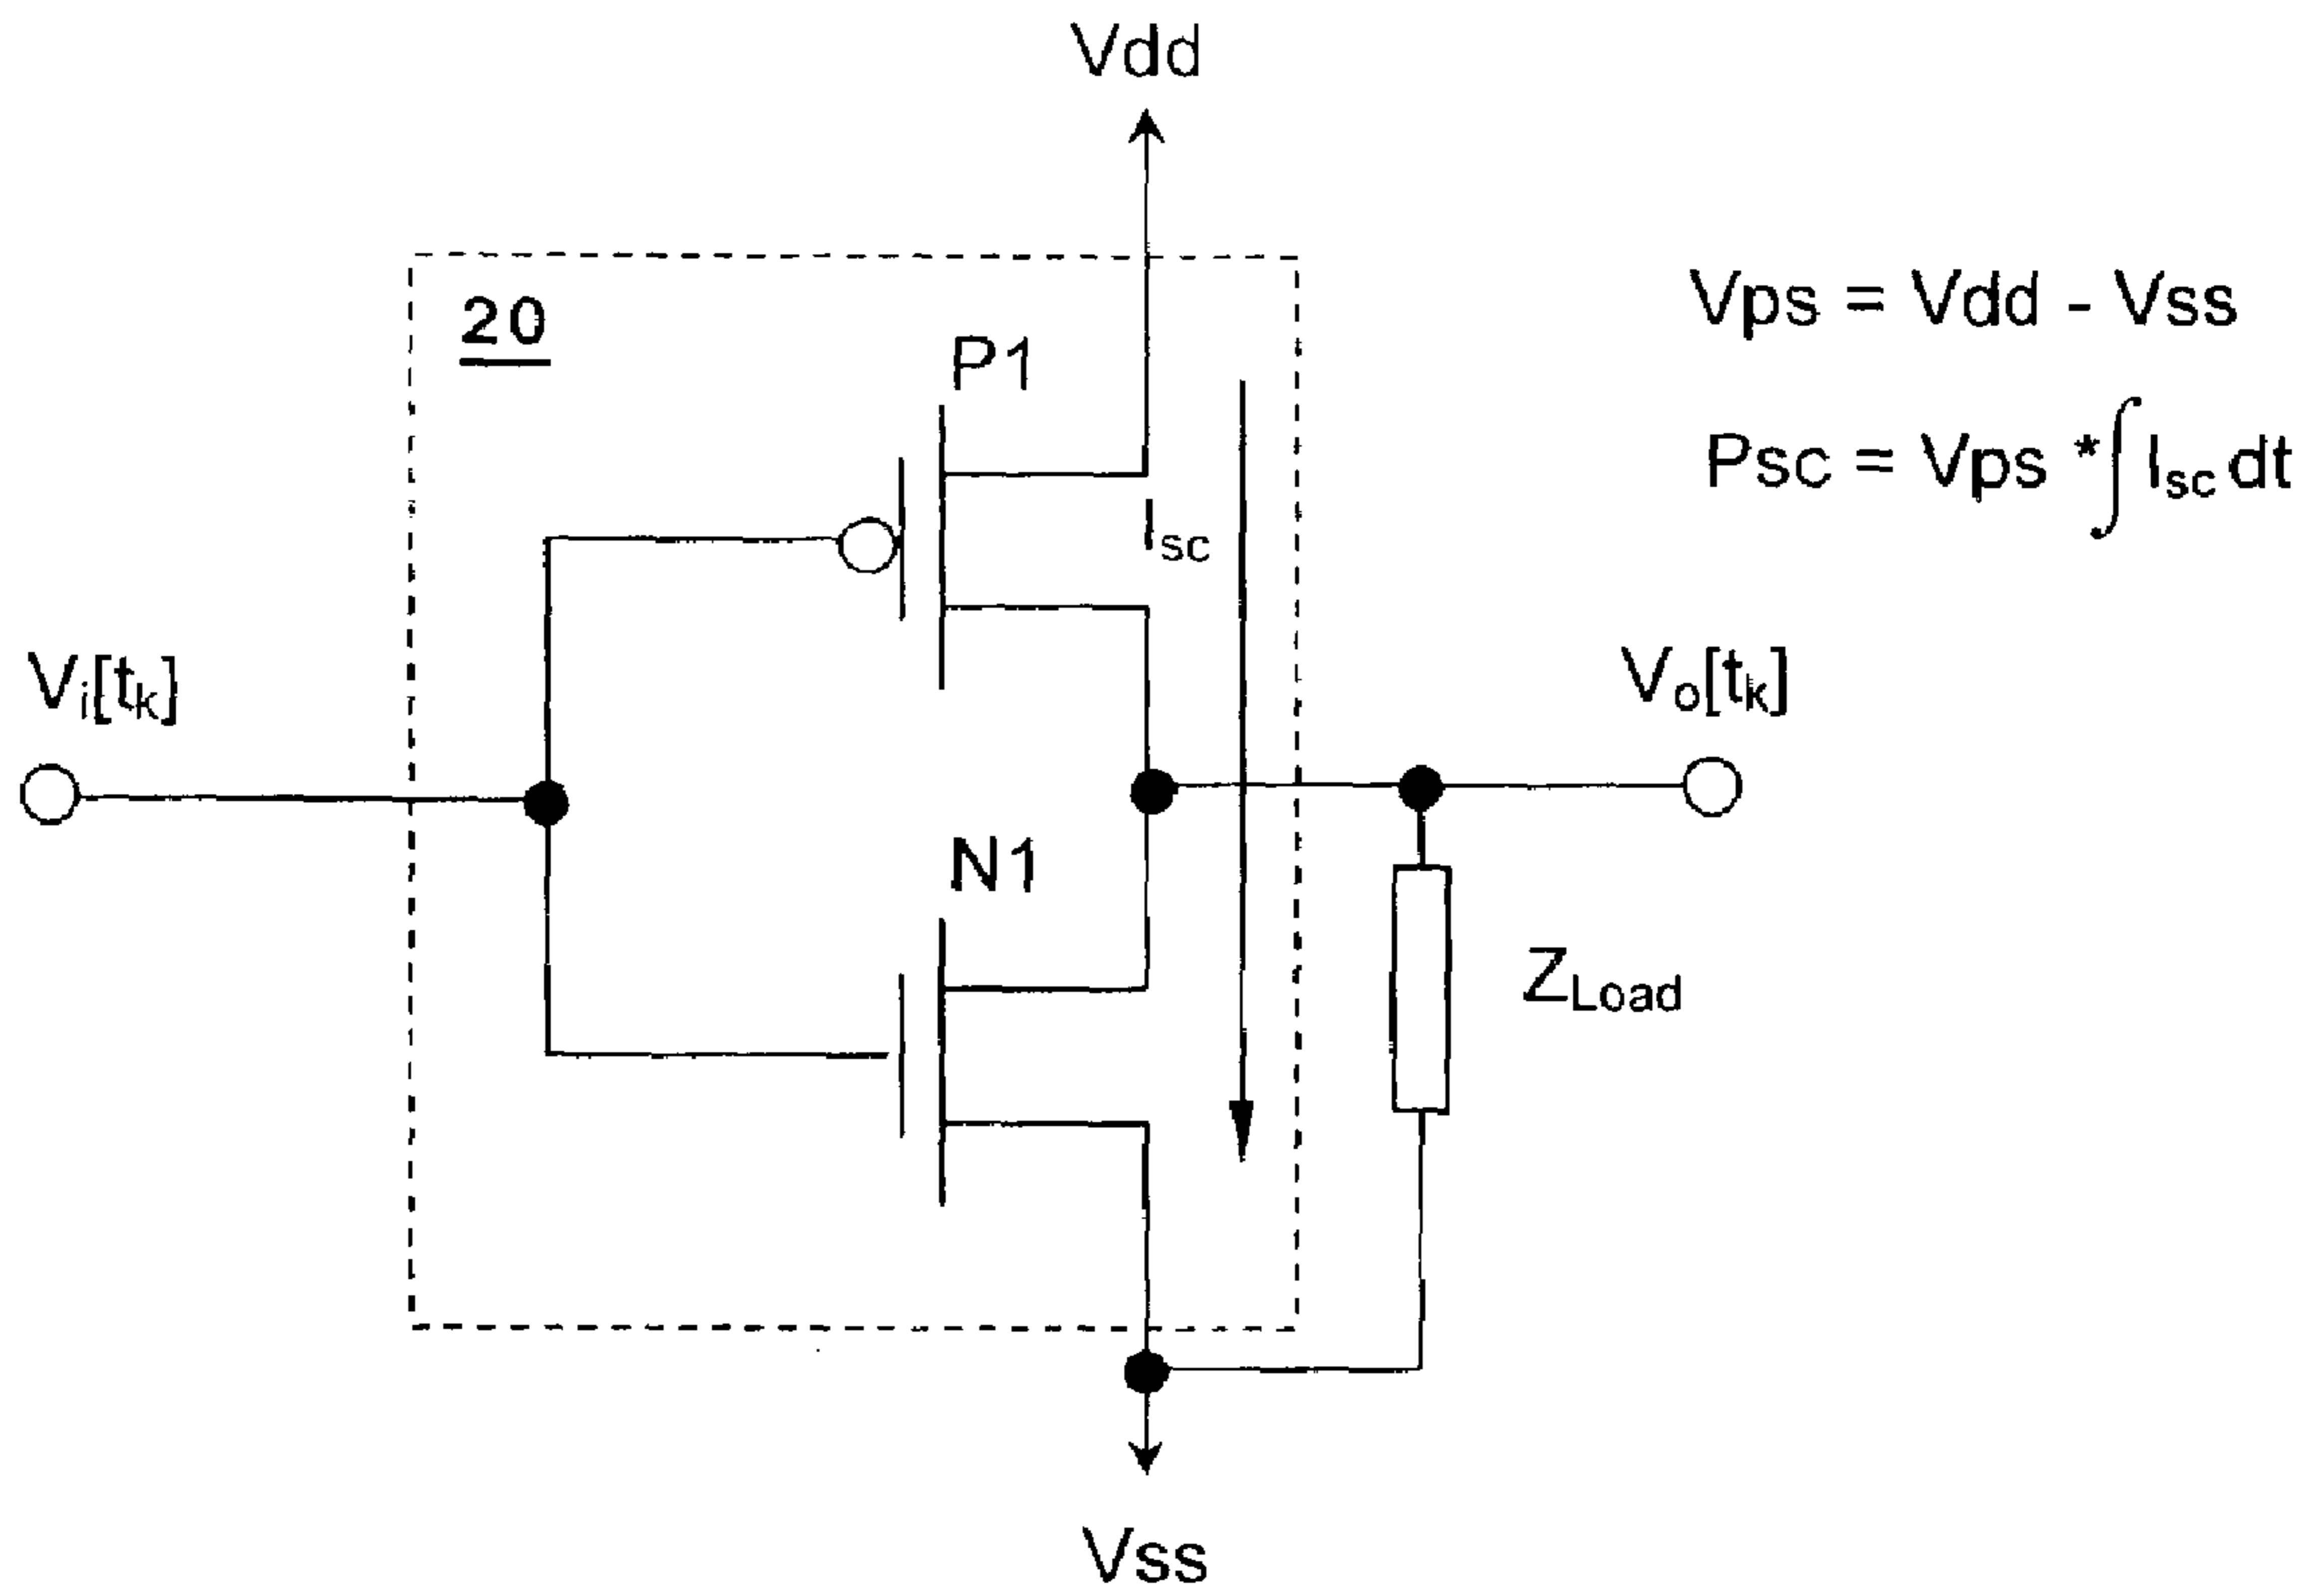 Vdd
20
P1
Vps = Vdd - Vss
Psc = Vps * ∫ Isc dt
Isc
Vi[tk]
Vo[tk]
N1
ZLoad
Vss